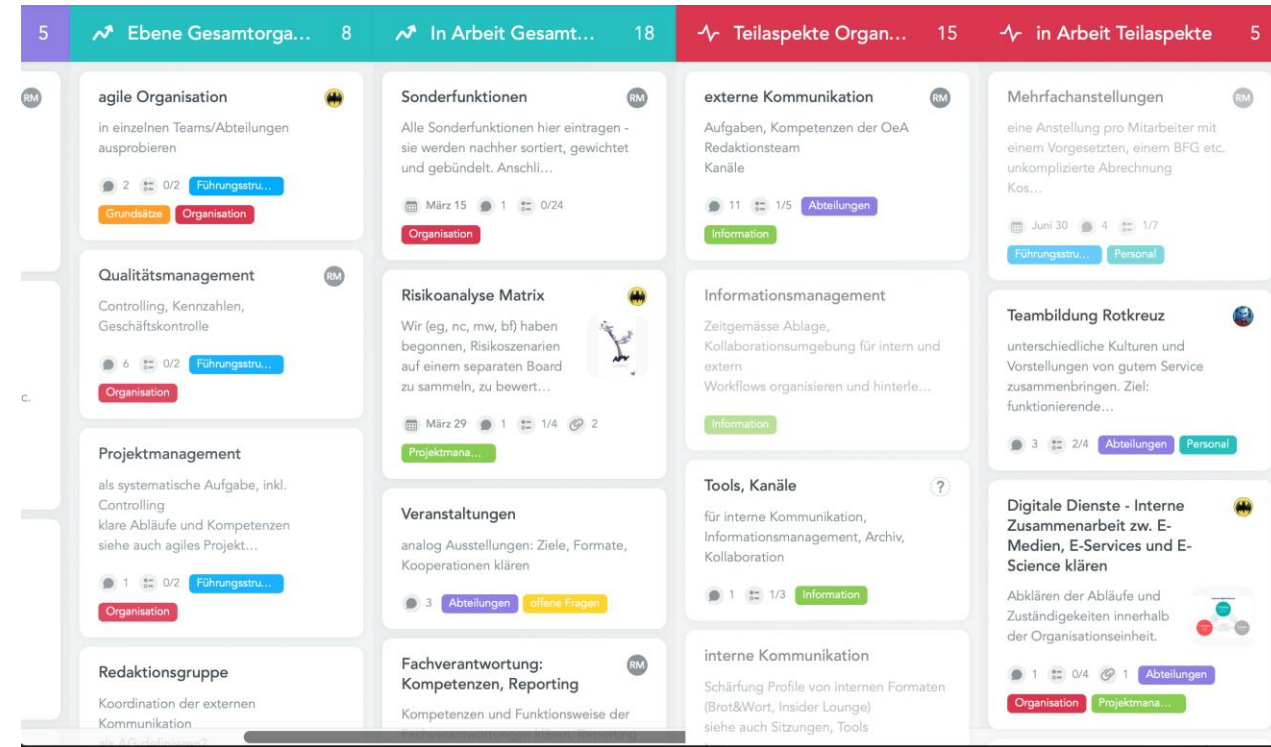 5
RM
c.
Ebene Gesamtorga... 8
agile Organisation
in einzelnen Teams/Abteilungen
ausprobieren
2 0/2 Führungsstru...
Grundsätze Organisation
Qualitätsmanagement RM
Controlling, Kennzahlen,
Geschäftskontrolle
6 0/2 Führungsstru...
Organisation
Projektmanagement
als systematische Aufgabe, inkl.
Controlling
klare Abläufe und Kompetenzen
siehe auch agiles Projekt...
1 0/2 Führungsstru...
Organisation
Redaktionsgruppe
Koordination der externen
Kommunikation
als AG definieren?
In Arbeit Gesamt... 18
Sonderfunktionen RM
Alle Sonderfunktionen hier eintragen -
sie werden nachher sortiert, gewichtet
und gebündelt. Anschli...
März 15 1 0/24
Organisation
Risikoanalyse Matrix
Wir (eg, nc, mw, bf) haben
begonnen, Risikoszenarien
auf einem separaten Board
zu sammeln, zu bewert...
März 29 1 1/4 2
Projektmana...
Veranstaltungen
analog Ausstellungen: Ziele, Formate,
Kooperationen klären
3 Abteilungen offene Fragen
Fachverantwortung: RM
Kompetenzen, Reporting
Kompetenzen und Funktionsweise der
Fachverantwortungen klären; Reporting
Teilaspekte Organ... 15
externe Kommunikation RM
Aufgaben, Kompetenzen der OeA
Redaktionsteam
Kanäle
11 1/5 Abteilungen
Information
Informationsmanagement
Zeitgemässe Ablage,
Kollaborationsumgebung für intern und
extern
Workflows organisieren und hinterle...
Information
Tools, Kanäle ?
für interne Kommunikation,
Informationsmanagement, Archiv,
Kollaboration
1 1/3 Information
interne Kommunikation
Schärfung Profile von internen Formaten
(Brot&Wort, Insider Lounge)
siehe auch Sitzungen, Tools
in Arbeit Teilaspekte 5
Mehrfachanstellungen RM
eine Anstellung pro Mitarbeiter mit
einem Vorgesetzten, einem BFG etc.
unkomplizierte Abrechnung
Kos...
Juni 30 4 1/7
Führungsstru... Personal
Teambildung Rotkreuz
unterschiedliche Kulturen und
Vorstellungen von gutem Service
zusammenbringen. Ziel:
funktionierende...
3 2/4 Abteilungen Personal
Digitale Dienste - Interne
Zusammenarbeit zw. E-
Medien, E-Services und E-
Science klären
Abklären der Abläufe und
Zuständigekeiten innerhalb
der Organisationseinheit.
1 0/4 1 Abteilungen
Organisation Projektmana...